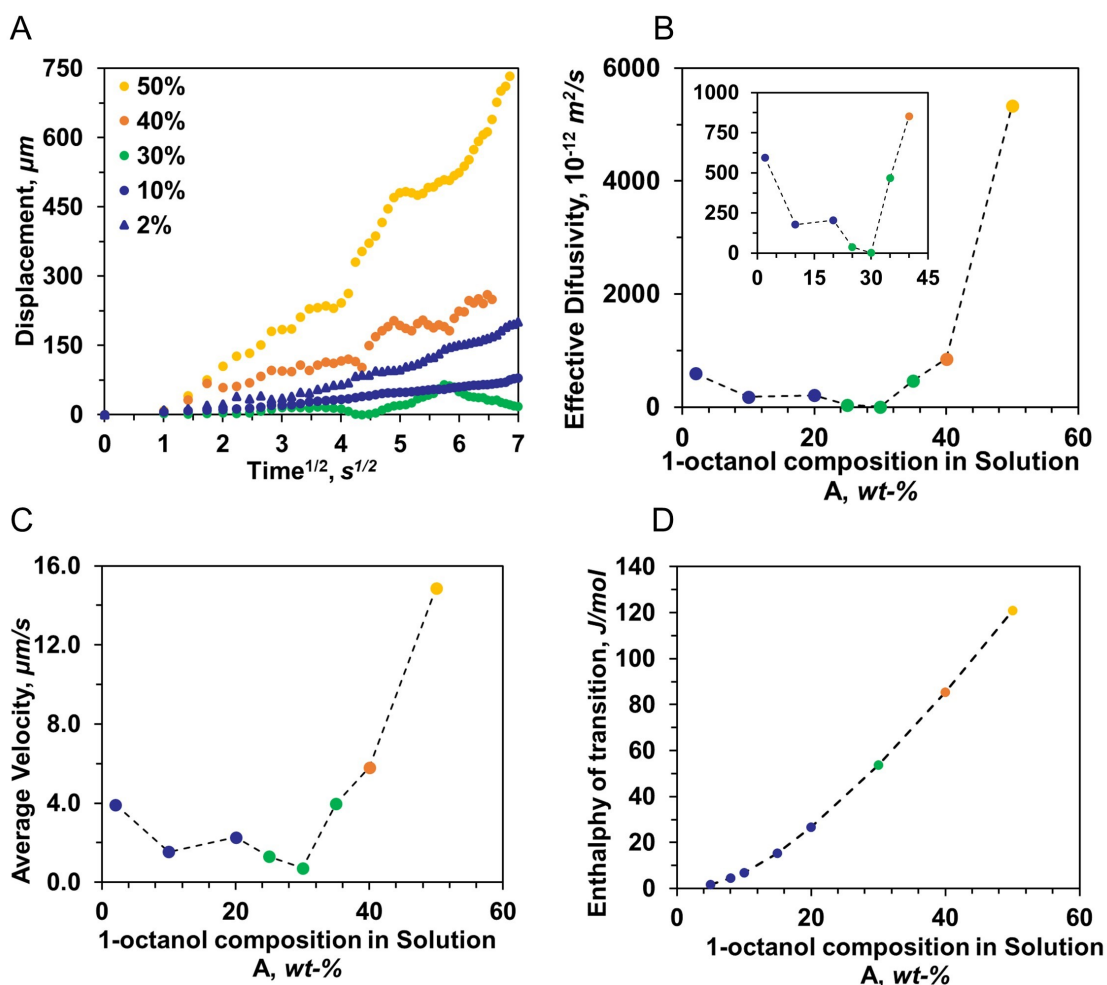 A
750
600
450
300
150
0
Displacement, µm
50%
40%
30%
10%
2%
0 1 2 3 4 5 6 7
Time1/2, s1/2
B
6000
4000
2000
0
Effective Difusivity, 10-12 m2/s
1000
750
500
250
0
0 15 30 45
0 20 40 60
1-octanol composition in Solution
A, wt-%
C
16.0
12.0
8.0
4.0
0.0
Average Velocity, µm/s
0 20 40 60
1-octanol composition in Solution
A, wt-%
D
140
120
100
80
60
40
20
0
Enthalphy of transition, J/mol
0 20 40 60
1-octanol composition in Solution
A, wt-%